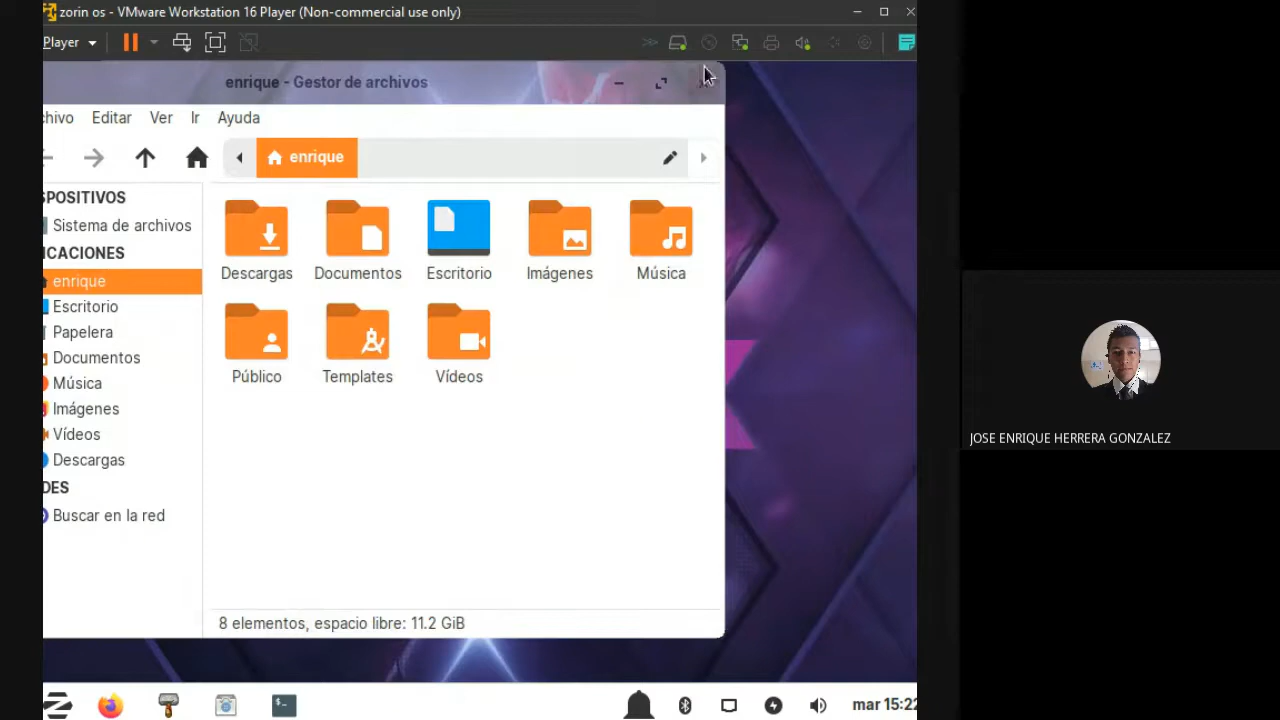 zorin os - VMware Workstation 16 Player (Non-commercial use only)
Player
enrique - Gestor de archivos
chivo Editar Ver Ir Ayuda
enrique
SPOSITIVOS
Sistema de archivos
ICACIONES
enrique
Escritorio
Papelera
Documentos
Música
Imágenes
Vídeos
Descargas
DES
Buscar en la red
Descargas Documentos Escritorio Imágenes Música
Público Templates Vídeos
8 elementos, espacio libre: 11.2 GiB
mar 15:22
JOSE ENRIQUE HERRERA GONZALEZ